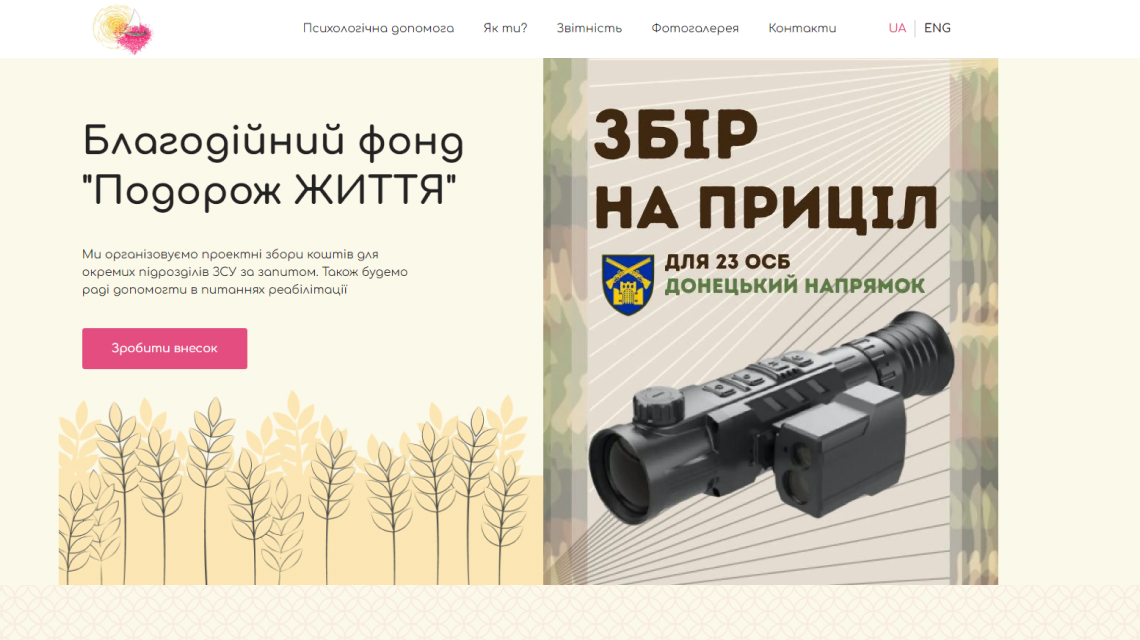 Психологічна допомога
Як ти?
Звітність
Фотогалерея
Контакти
UA
ENG
Благодійний фонд
"Подорож ЖИТТЯ"
Ми організовуємо проектні збори коштів для
окремих підрозділів ЗСУ за запитом. Також будемо
раді допомогти в питаннях реабілітації
Зробити внесок
ЗБІР
НА ПРИЦІЛ
ДЛЯ 23 ОСБ
ДОНЕЦЬКИЙ НАПРЯМОК